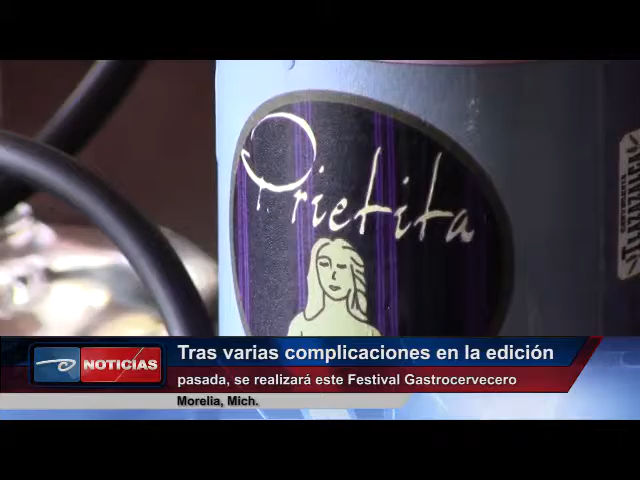 Prietita
NOTICIAS
Tras varias complicaciones en la edición
pasada, se realizará este Festival Gastrocervecero
Morelia, Mich.